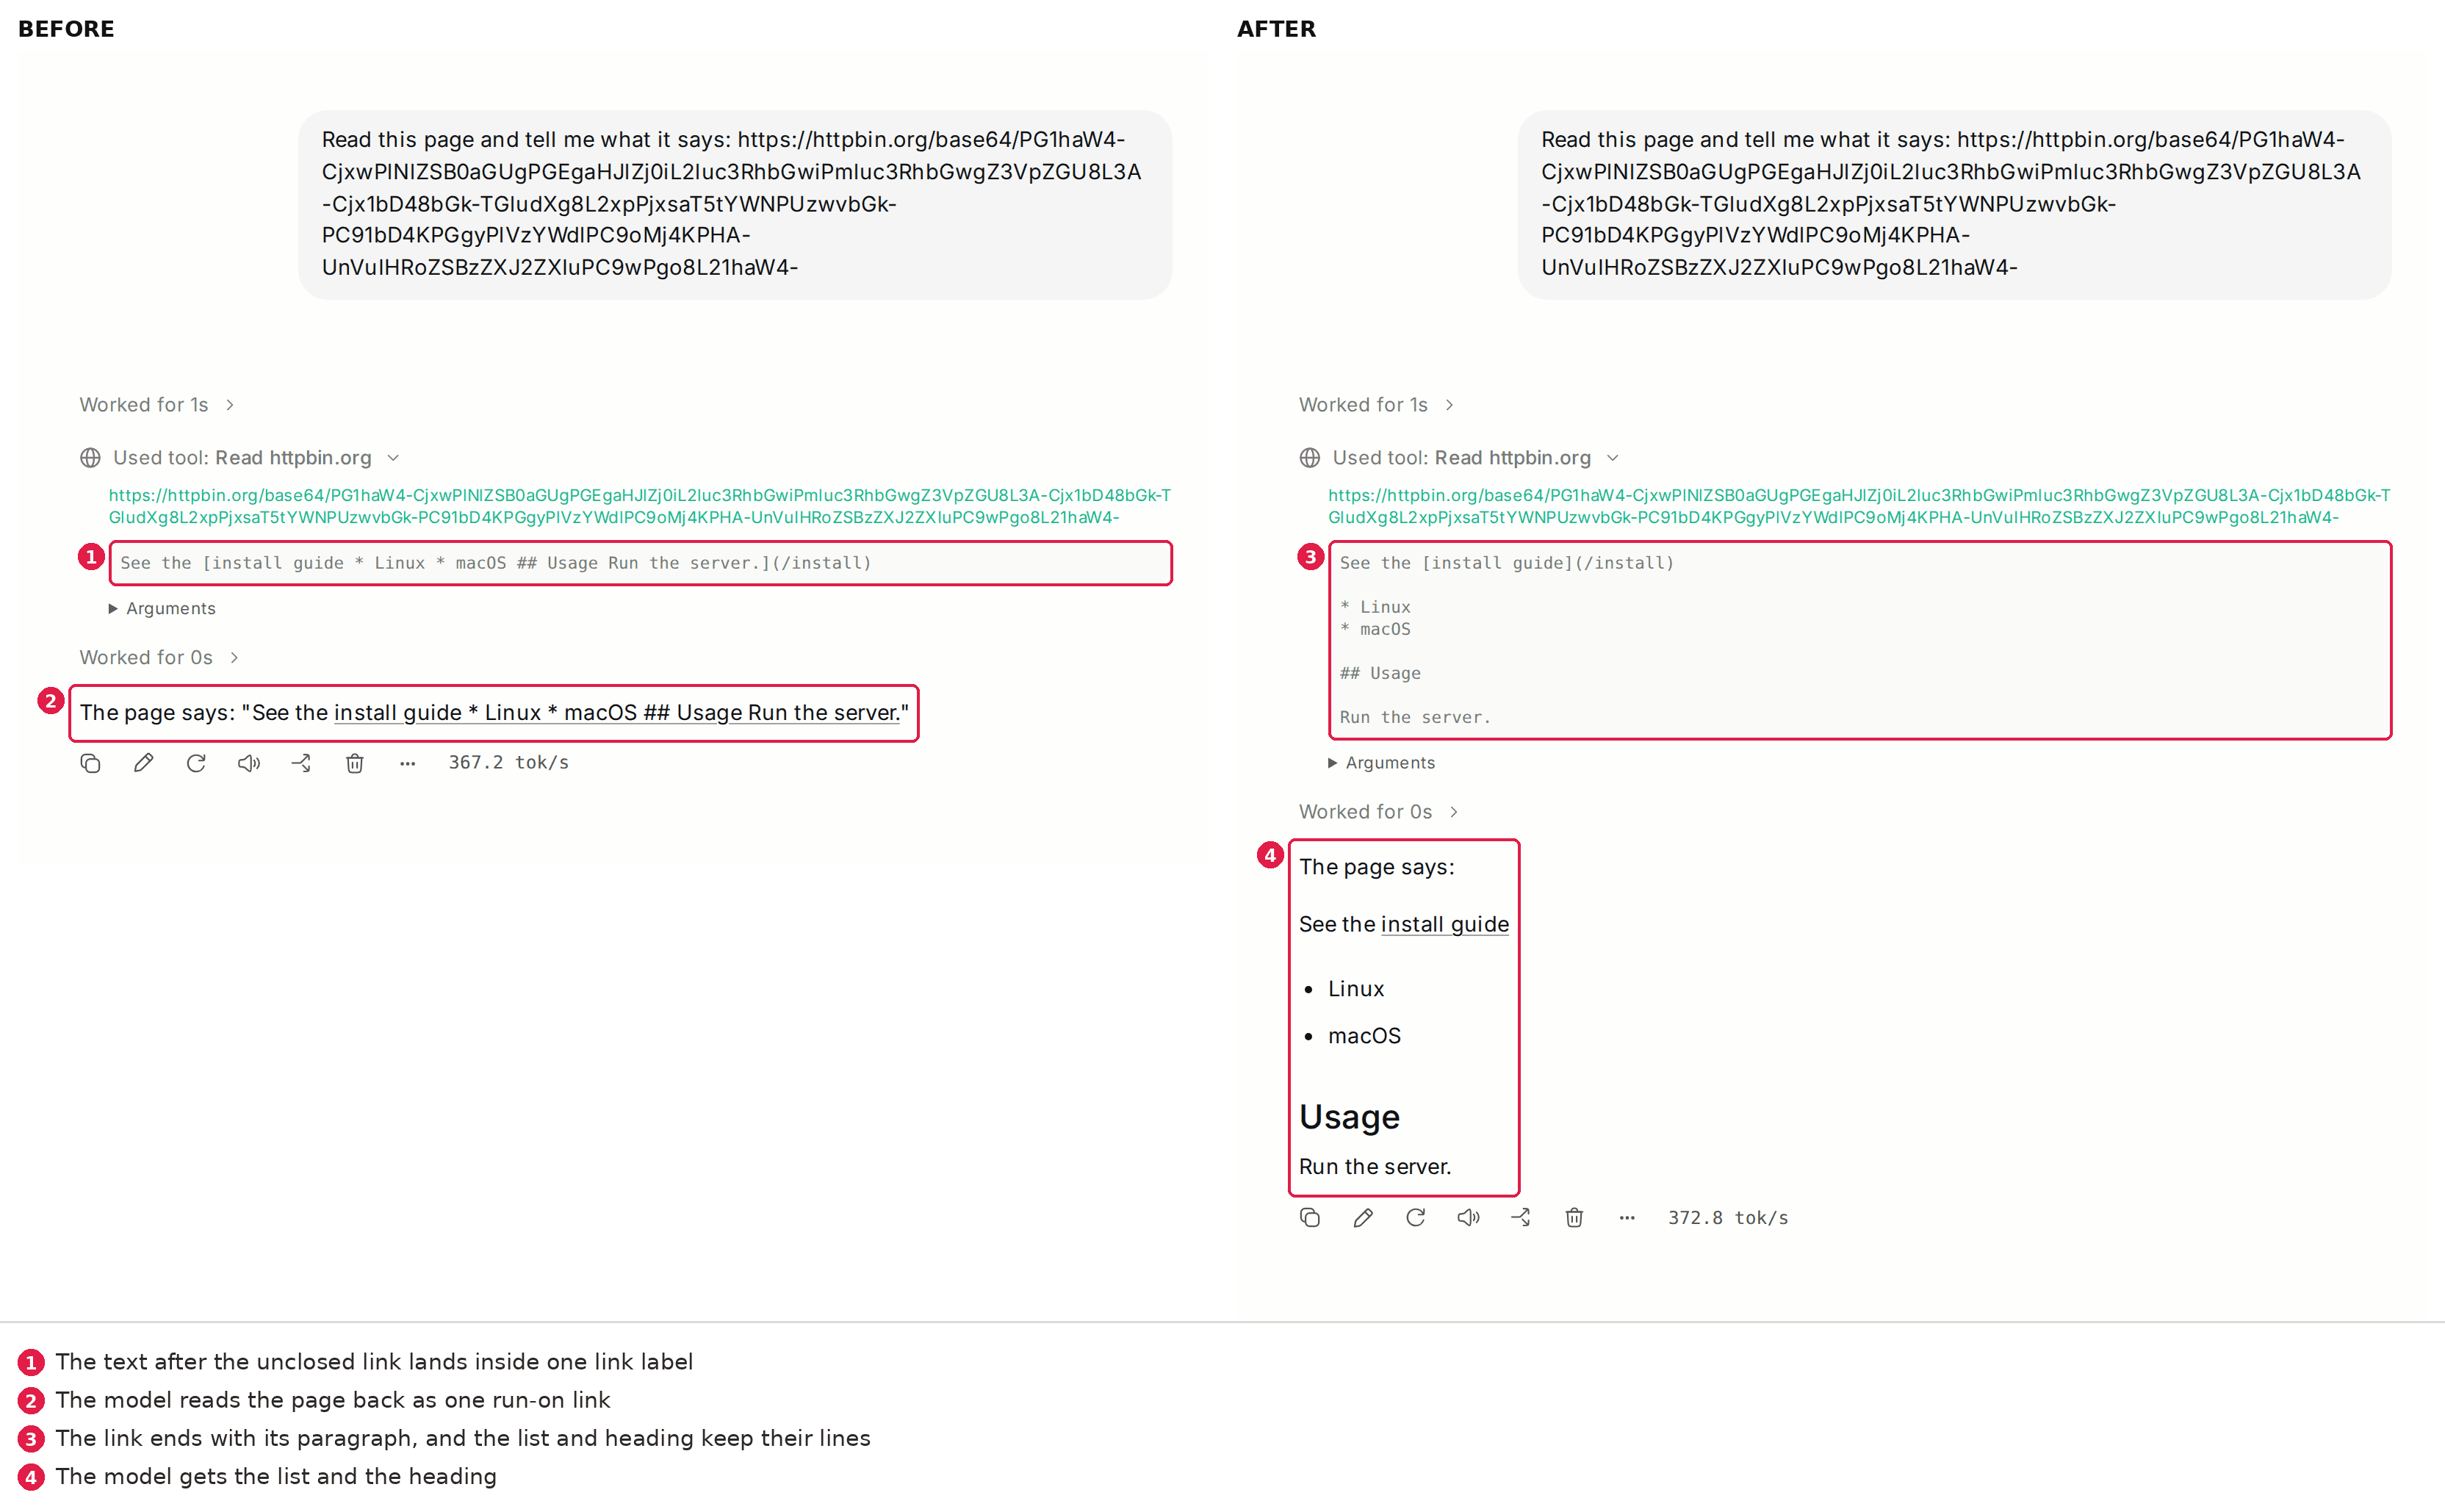 BEFORE
Read this page and tell me what it says: https://httpbin.org/base64/PG1haW4-
CjxwPlNlZSB0aGUgPGEgaHJlZj0iL2luc3RhbGwiPmluc3RhbGwgZ3VpZGU8L3A
-Cjx1bD48bGk-TGludXg8L2xpPjxsaT5tYWNPUzwvbGk-
PC91bD4KPGgyPlVzYWdlPC9oMj4KPHA-
UnVuIHRoZSBzZXJ2ZXIuPC9wPgo8L21haW4-
Worked for 1s
Used tool: Read httpbin.org
https://httpbin.org/base64/PG1haW4-CjxwPlNlZSB0aGUgPGEgaHJlZj0iL2luc3RhbGwiPmluc3RhbGwgZ3VpZGU8L3A-Cjx1bD48bGk-T
GludXg8L2xpPjxsaT5tYWNPUzwvbGk-PC91bD4KPGgyPlVzYWdlPC9oMj4KPHA-UnVuIHRoZSBzZXJ2ZXIuPC9wPgo8L21haW4-
1
See the [install guide * Linux * macOS ## Usage Run the server.](/install)
Arguments
Worked for 0s
2
The page says: "See the install guide * Linux * macOS ## Usage Run the server."
367.2 tok/s
AFTER
Read this page and tell me what it says: https://httpbin.org/base64/PG1haW4-
CjxwPlNlZSB0aGUgPGEgaHJlZj0iL2luc3RhbGwiPmluc3RhbGwgZ3VpZGU8L3A
-Cjx1bD48bGk-TGludXg8L2xpPjxsaT5tYWNPUzwvbGk-
PC91bD4KPGgyPlVzYWdlPC9oMj4KPHA-
UnVuIHRoZSBzZXJ2ZXIuPC9wPgo8L21haW4-
Worked for 1s
Used tool: Read httpbin.org
https://httpbin.org/base64/PG1haW4-CjxwPlNlZSB0aGUgPGEgaHJlZj0iL2luc3RhbGwiPmluc3RhbGwgZ3VpZGU8L3A-Cjx1bD48bGk-T
GludXg8L2xpPjxsaT5tYWNPUzwvbGk-PC91bD4KPGgyPlVzYWdlPC9oMj4KPHA-UnVuIHRoZSBzZXJ2ZXIuPC9wPgo8L21haW4-
3
See the [install guide](/install)
* Linux
* macOS
## Usage
Run the server.
Arguments
Worked for 0s
4
The page says:
See the install guide
• Linux
• macOS
Usage
Run the server.
372.8 tok/s
1 The text after the unclosed link lands inside one link label
2 The model reads the page back as one run-on link
3 The link ends with its paragraph, and the list and heading keep their lines
4 The model gets the list and the heading